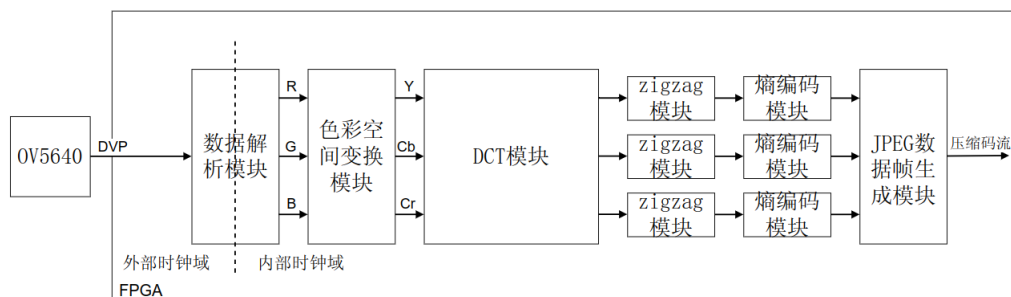 OV5640
DVP
数据解
析模块
R
G
B
色彩空
间变换
模块
Y
Cb
Cr
DCT模块
zigzag
模块
熵编码
模块
zigzag
模块
熵编码
模块
zigzag
模块
熵编码
模块
JPEG数
据帧生
成模块
压缩码流
外部时钟域
内部时钟域
FPGA